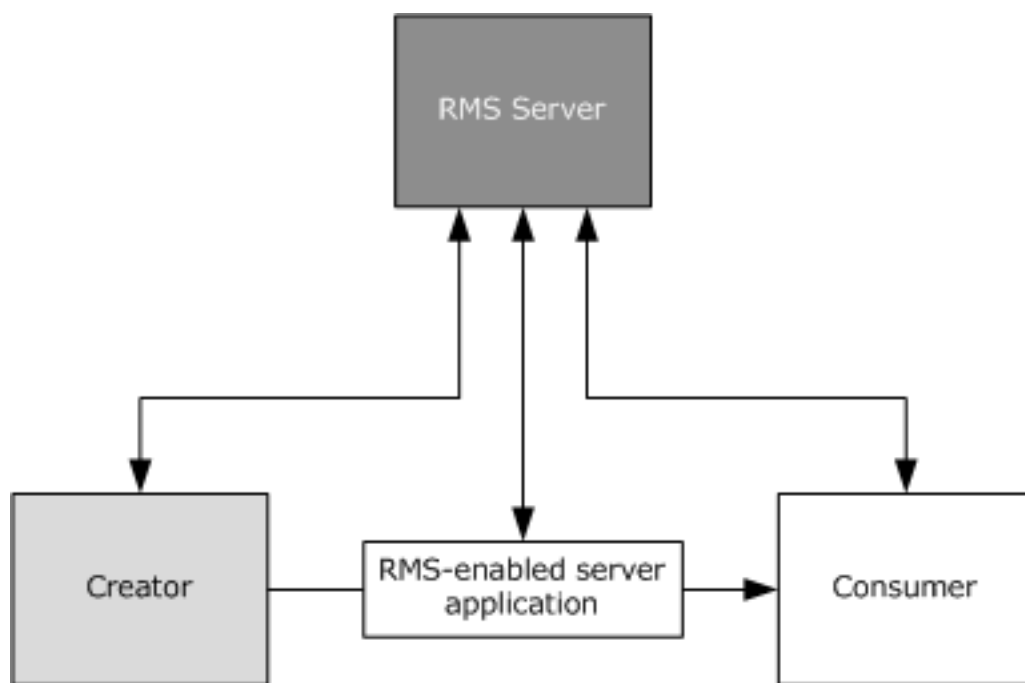 RMS Server
Creator
RMS-enabled server
application
Consumer